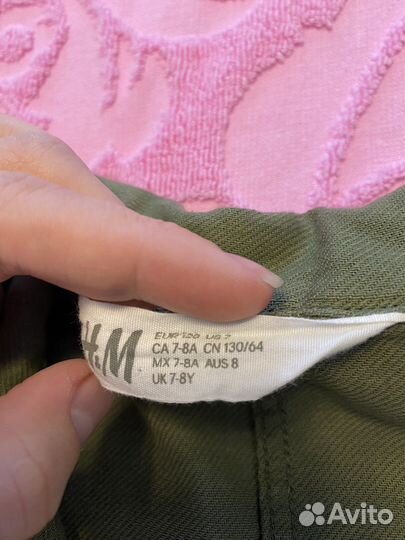 H&M
EUR 128 US 7
CA 7-8A CN 130/64
MX 7-8A AUS 8
UK 7-8Y
Avito